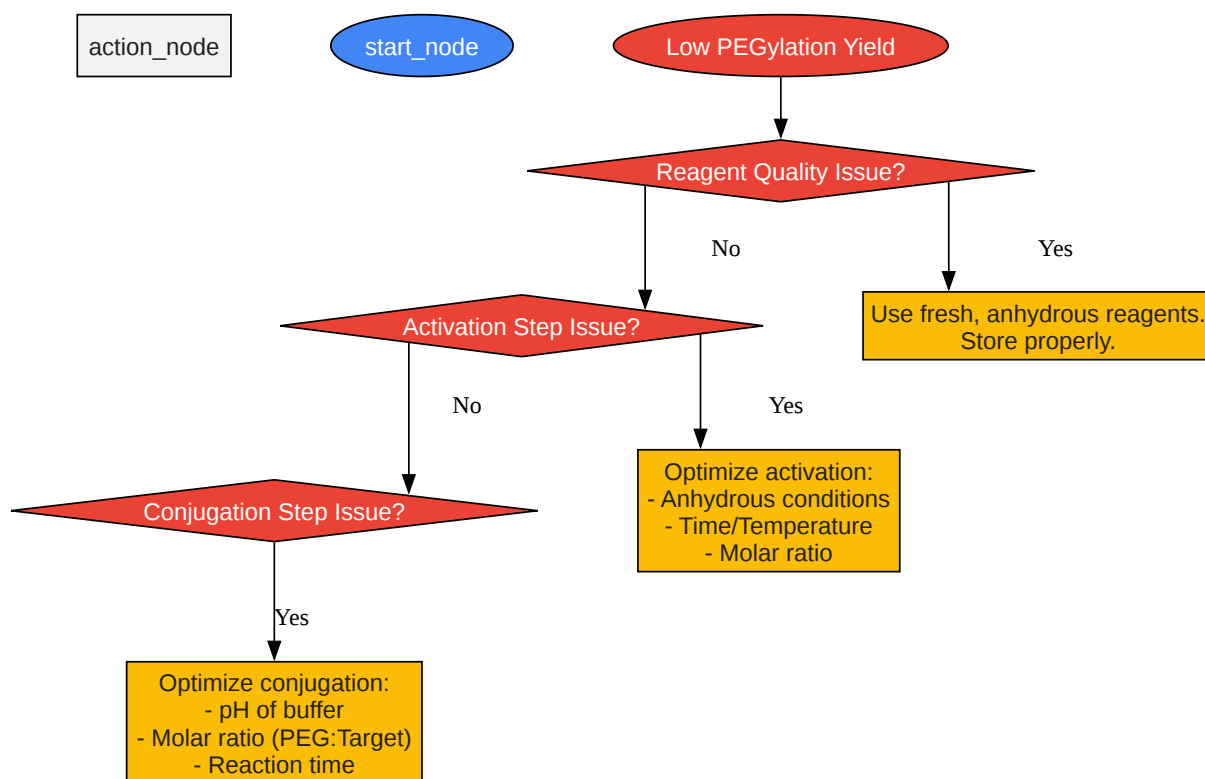 action_node
start_node
Low PEGylation Yield
Reagent Quality Issue?
No
Yes
Use fresh, anhydrous reagents.
Store properly.
Activation Step Issue?
No
Yes
Optimize activation:
- Anhydrous conditions
- Time/Temperature
- Molar ratio
Conjugation Step Issue?
Yes
Optimize conjugation:
- pH of buffer
- Molar ratio (PEG:Target)
- Reaction time